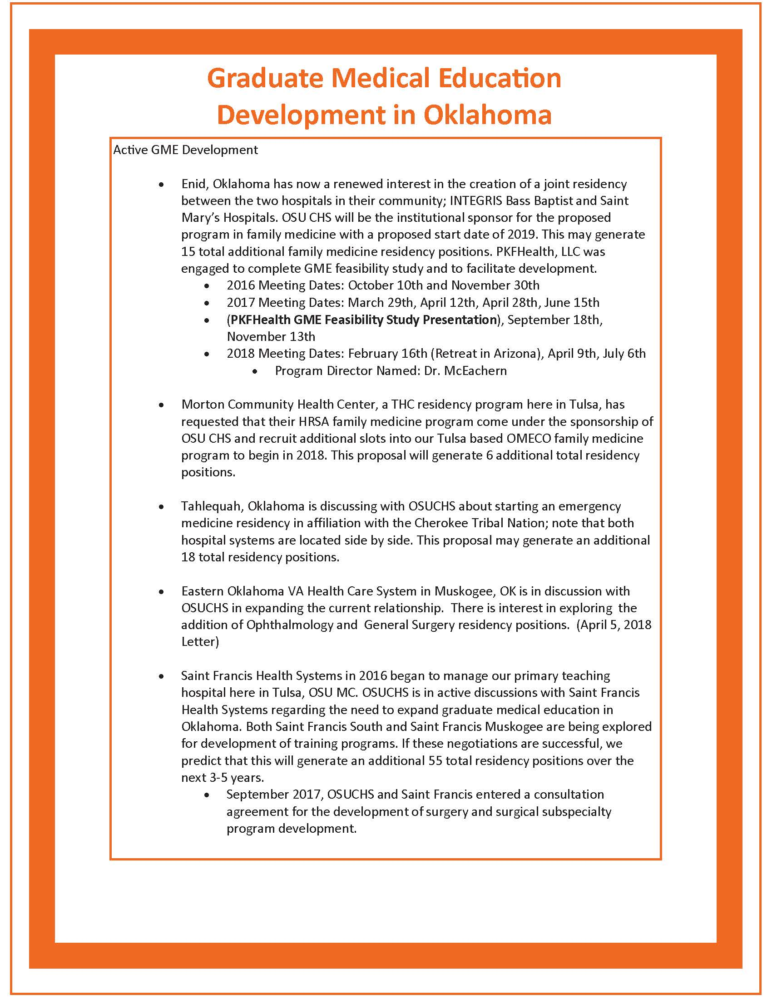 Graduate Medical Education
Development in Oklahoma
Active GME Development
• Enid, Oklahoma has now a renewed interest in the creation of a joint residency
between the two hospitals in their community; INTEGRIS Bass Baptist and Saint
Mary’s Hospitals. OSU CHS will be the institutional sponsor for the proposed
program in family medicine with a proposed start date of 2019. This may generate
15 total additional family medicine residency positions. PKFHealth, LLC was
engaged to complete GME feasibility study and to facilitate development.
• 2016 Meeting Dates: October 10th and November 30th
• 2017 Meeting Dates: March 29th, April 12th, April 28th, June 15th
• (PKFHealth GME Feasibility Study Presentation), September 18th,
November 13th
• 2018 Meeting Dates: February 16th (Retreat in Arizona), April 9th, July 6th
• Program Director Named: Dr. McEachern
• Morton Community Health Center, a THC residency program here in Tulsa, has
requested that their HRSA family medicine program come under the sponsorship of
OSU CHS and recruit additional slots into our Tulsa based OMECO family medicine
program to begin in 2018. This proposal will generate 6 additional total residency
positions.
• Tahlequah, Oklahoma is discussing with OSUCHS about starting an emergency
medicine residency in affiliation with the Cherokee Tribal Nation; note that both
hospital systems are located side by side. This proposal may generate an additional
18 total residency positions.
• Eastern Oklahoma VA Health Care System in Muskogee, OK is in discussion with
OSUCHS in expanding the current relationship. There is interest in exploring the
addition of Ophthalmology and General Surgery residency positions. (April 5, 2018
Letter)
• Saint Francis Health Systems in 2016 began to manage our primary teaching
hospital here in Tulsa, OSU MC. OSUCHS is in active discussions with Saint Francis
Health Systems regarding the need to expand graduate medical education in
Oklahoma. Both Saint Francis South and Saint Francis Muskogee are being explored
for development of training programs. If these negotiations are successful, we
predict that this will generate an additional 55 total residency positions over the
next 3-5 years.
• September 2017, OSUCHS and Saint Francis entered a consultation
agreement for the development of surgery and surgical subspecialty
program development.